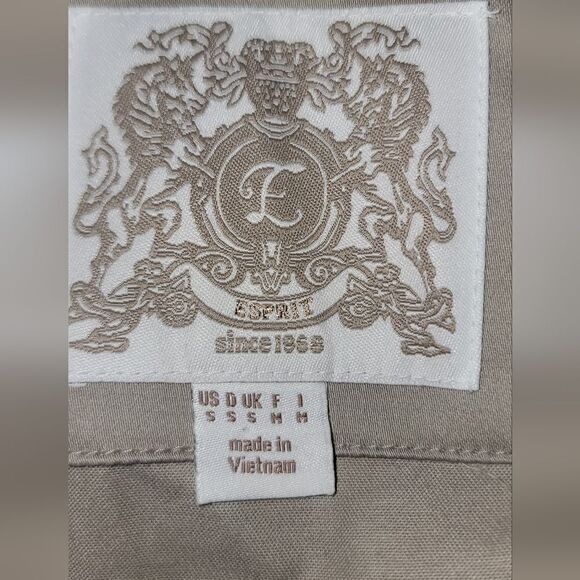 E
ESPRIT
since 1968
US D UK F I
S S S M M
made in
Vietnam